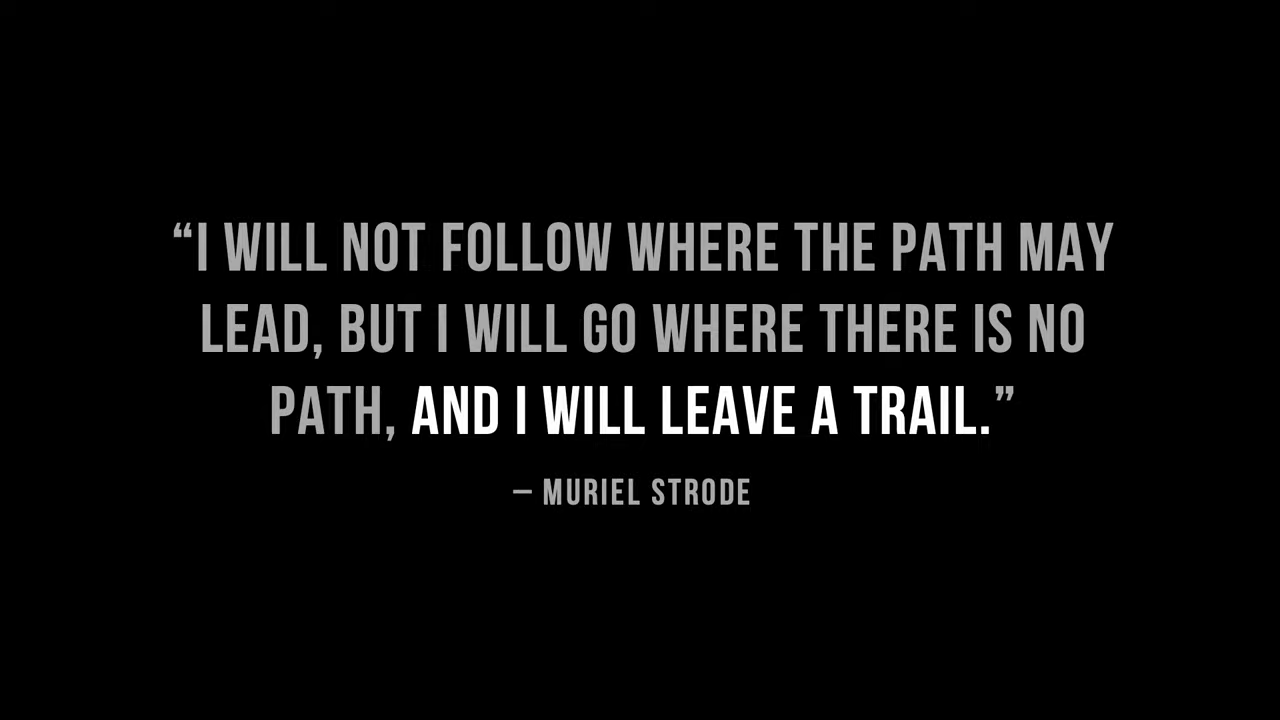 “I WILL NOT FOLLOW WHERE THE PATH MAY
LEAD, BUT I WILL GO WHERE THERE IS NO
PATH, AND I WILL LEAVE A TRAIL.”
– MURIEL STRODE